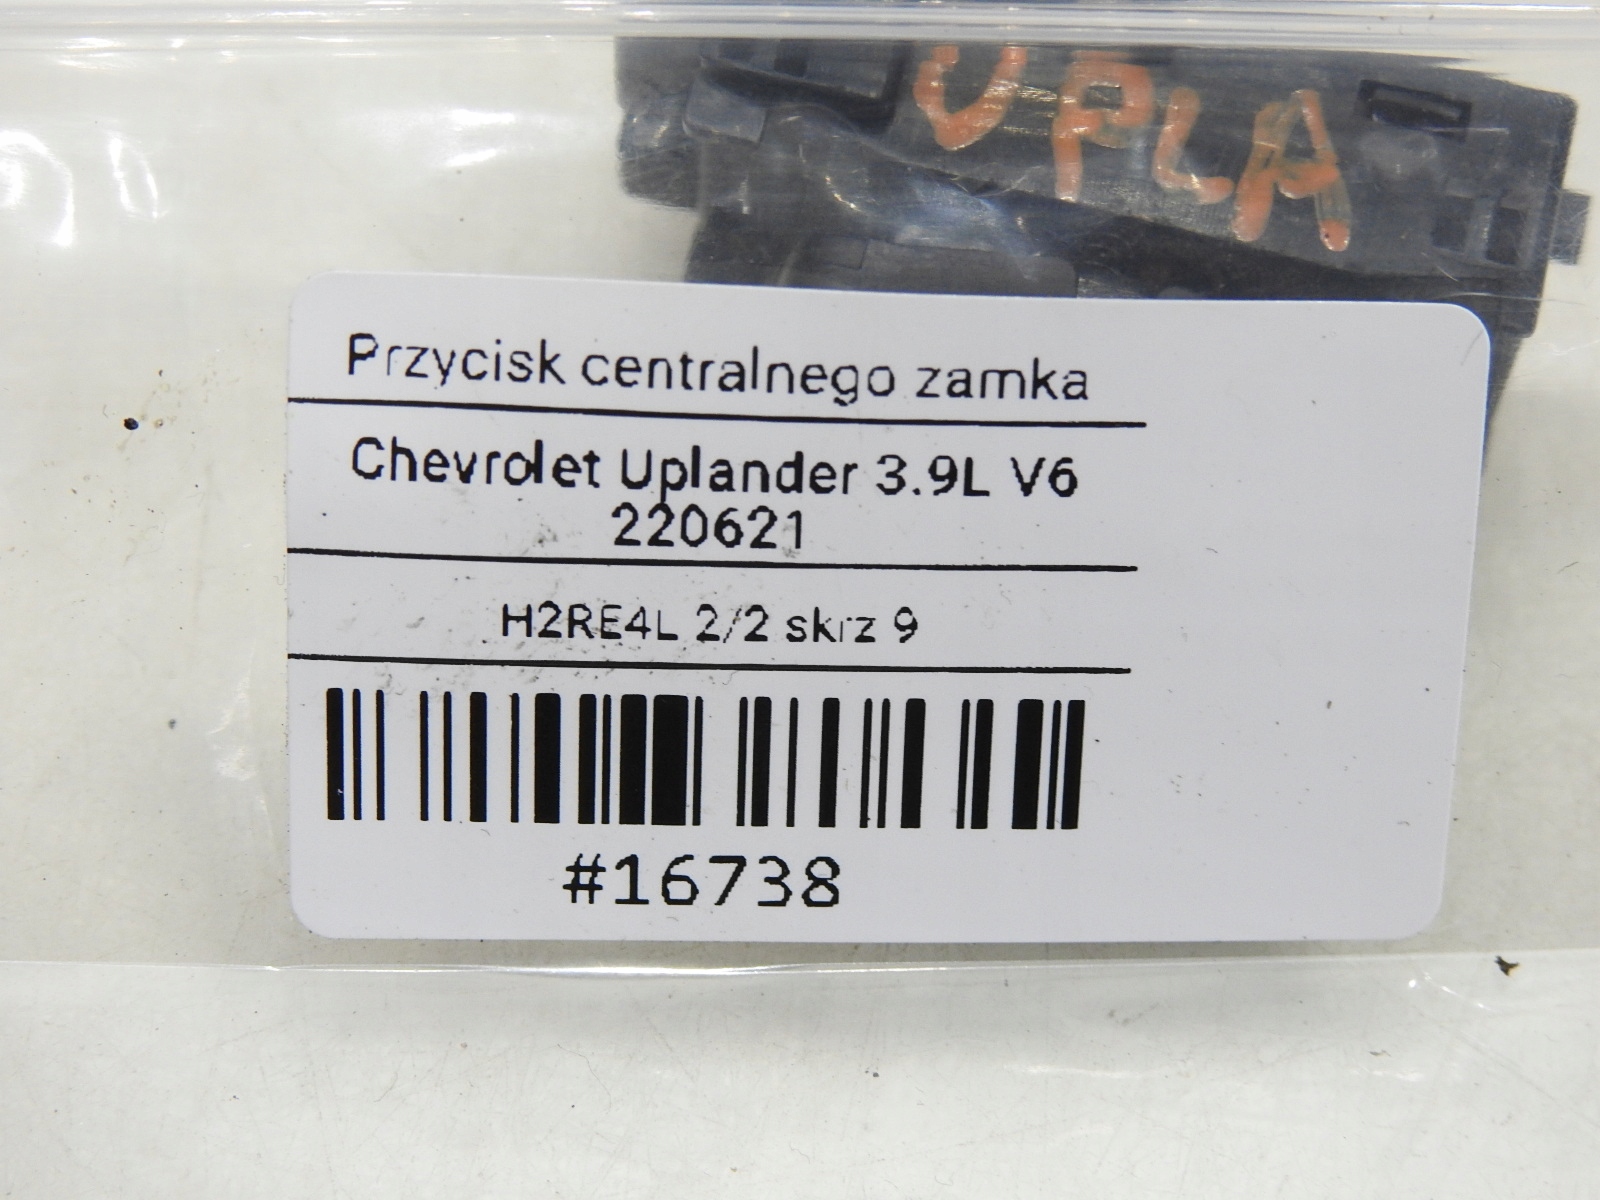 UPLA
Przycisk centralnego zamka
Chevrolet Uplander 3.9L V6
220621
H2RE4L 2/2 skrz 9
#16738